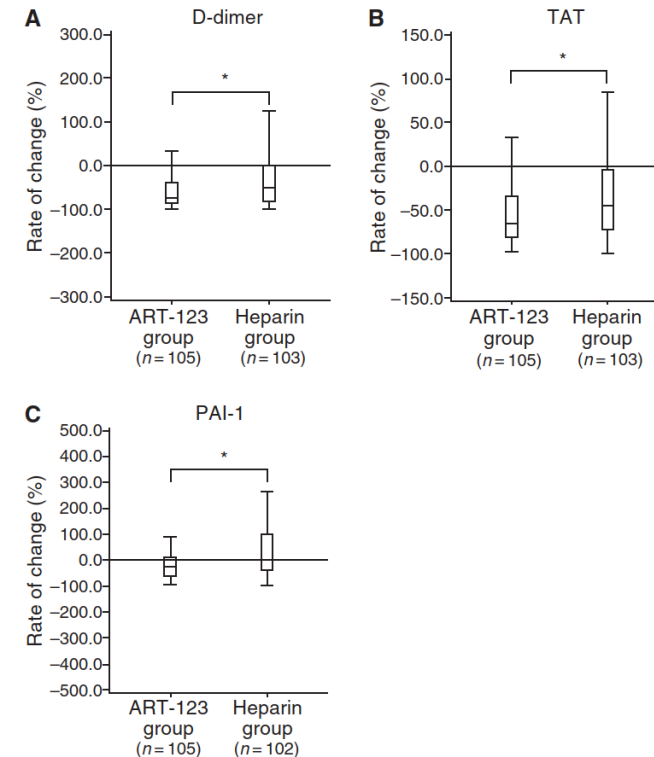 A D-dimer
300.0
200.0
100.0
0.0
–100.0
–200.0
–300.0
Rate of change (%)
*
ART-123 group (n=105)
Heparin group (n=103)
B TAT
150.0
100.0
50.0
0.0
–50.0
–100.0
–150.0
Rate of change (%)
*
ART-123 group (n=105)
Heparin group (n=103)
C PAI-1
500.0
400.0
300.0
200.0
100.0
0.0
–100.0
–200.0
–300.0
–400.0
–500.0
Rate of change (%)
*
ART-123 group (n=105)
Heparin group (n=102)